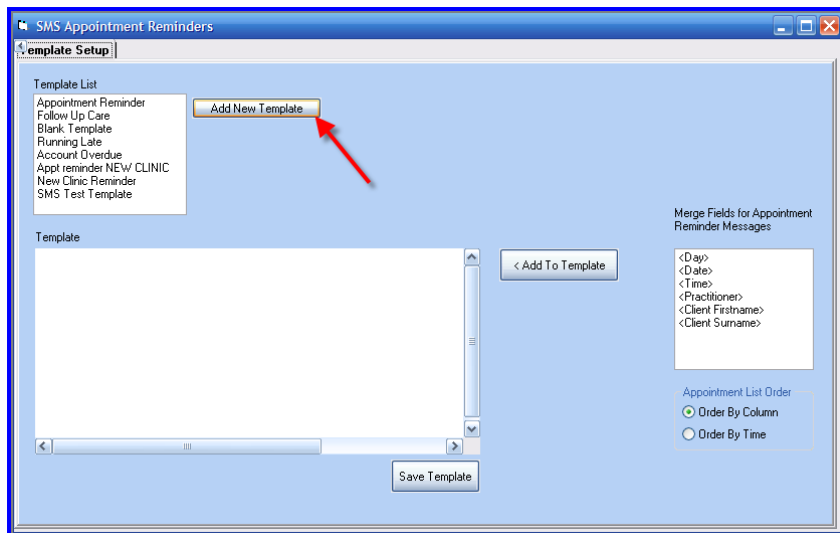 SMS Appointment Reminders
Template Setup
Template List
Appointment Reminder
Follow Up Care
Blank Template
Running Late
Account Overdue
Appt reminder NEW CLINIC
New Clinic Reminder
SMS Test Template
Add New Template
Template
< Add To Template
Merge Fields for Appointment
Reminder Messages
<Day>
<Date>
<Time>
<Practitioner>
<Client Firstname>
<Client Surname>
Appointment List Order
Order By Column
Order By Time
Save Template